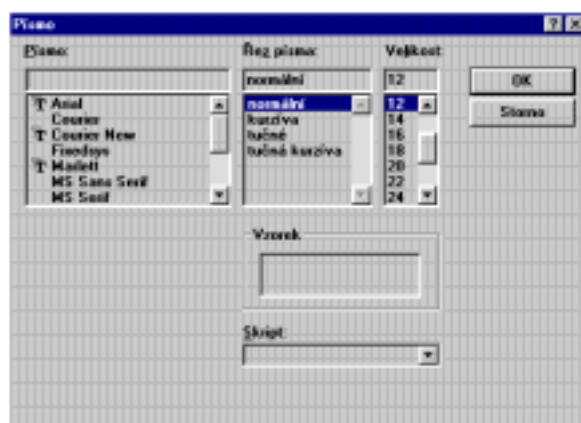 Písmo
Písmo:
Řez písma:
Velikost:
normální
12
OK
Arial
Courier
Courier New
Fixedsys
Marlett
MS Sans Serif
MS Serif
normální
kurzíva
tučné
tučná kurzíva
12
14
16
18
20
22
24
Storno
Vzorek
Skript: